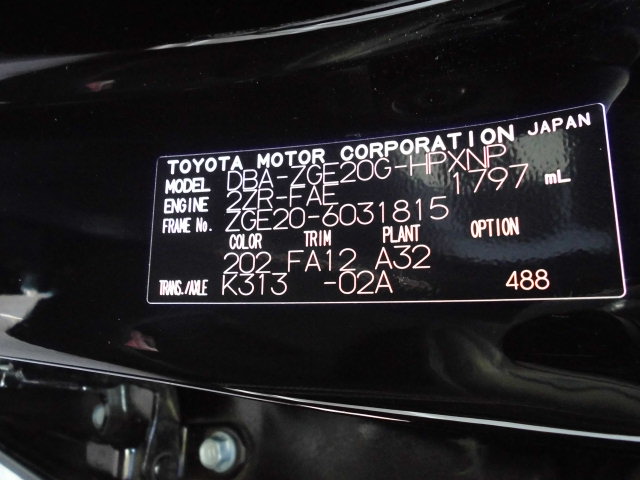 TOYOTA MOTOR CORPORATION JAPAN
MODEL DBA-ZGE20G-HPXNP
ENGINE 2ZR-FAE 1797 mL
FRAME No. ZGE20-6031815
COLOR TRIM PLANT OPTION
202 FA12 A32
TRANS./AXLE K313 -02A 488